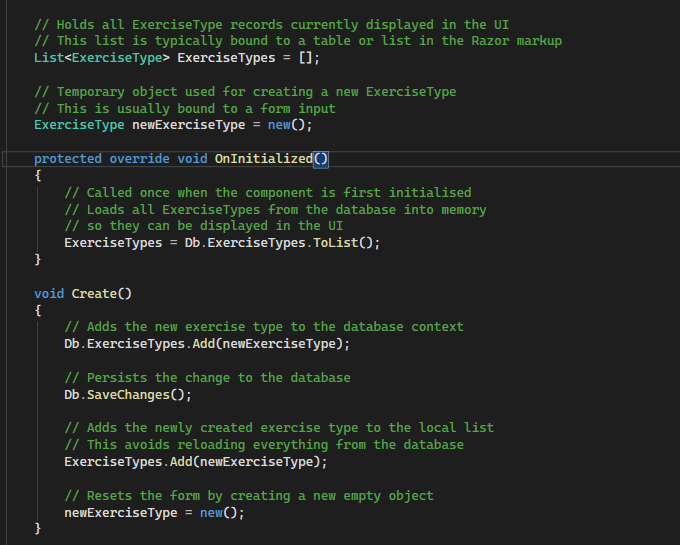 // Holds all ExerciseType records currently displayed in the UI
// This list is typically bound to a table or list in the Razor markup
List<ExerciseType> ExerciseTypes = [];
// Temporary object used for creating a new ExerciseType
// This is usually bound to a form input
ExerciseType newExerciseType = new();
protected override void OnInitialized()
{
// Called once when the component is first initialised
// Loads all ExerciseTypes from the database into memory
// so they can be displayed in the UI
ExerciseTypes = Db.ExerciseTypes.ToList();
}
void Create()
{
// Adds the new exercise type to the database context
Db.ExerciseTypes.Add(newExerciseType);
// Persists the change to the database
Db.SaveChanges();
// Adds the newly created exercise type to the local list
// This avoids reloading everything from the database
ExerciseTypes.Add(newExerciseType);
// Resets the form by creating a new empty object
newExerciseType = new();
}